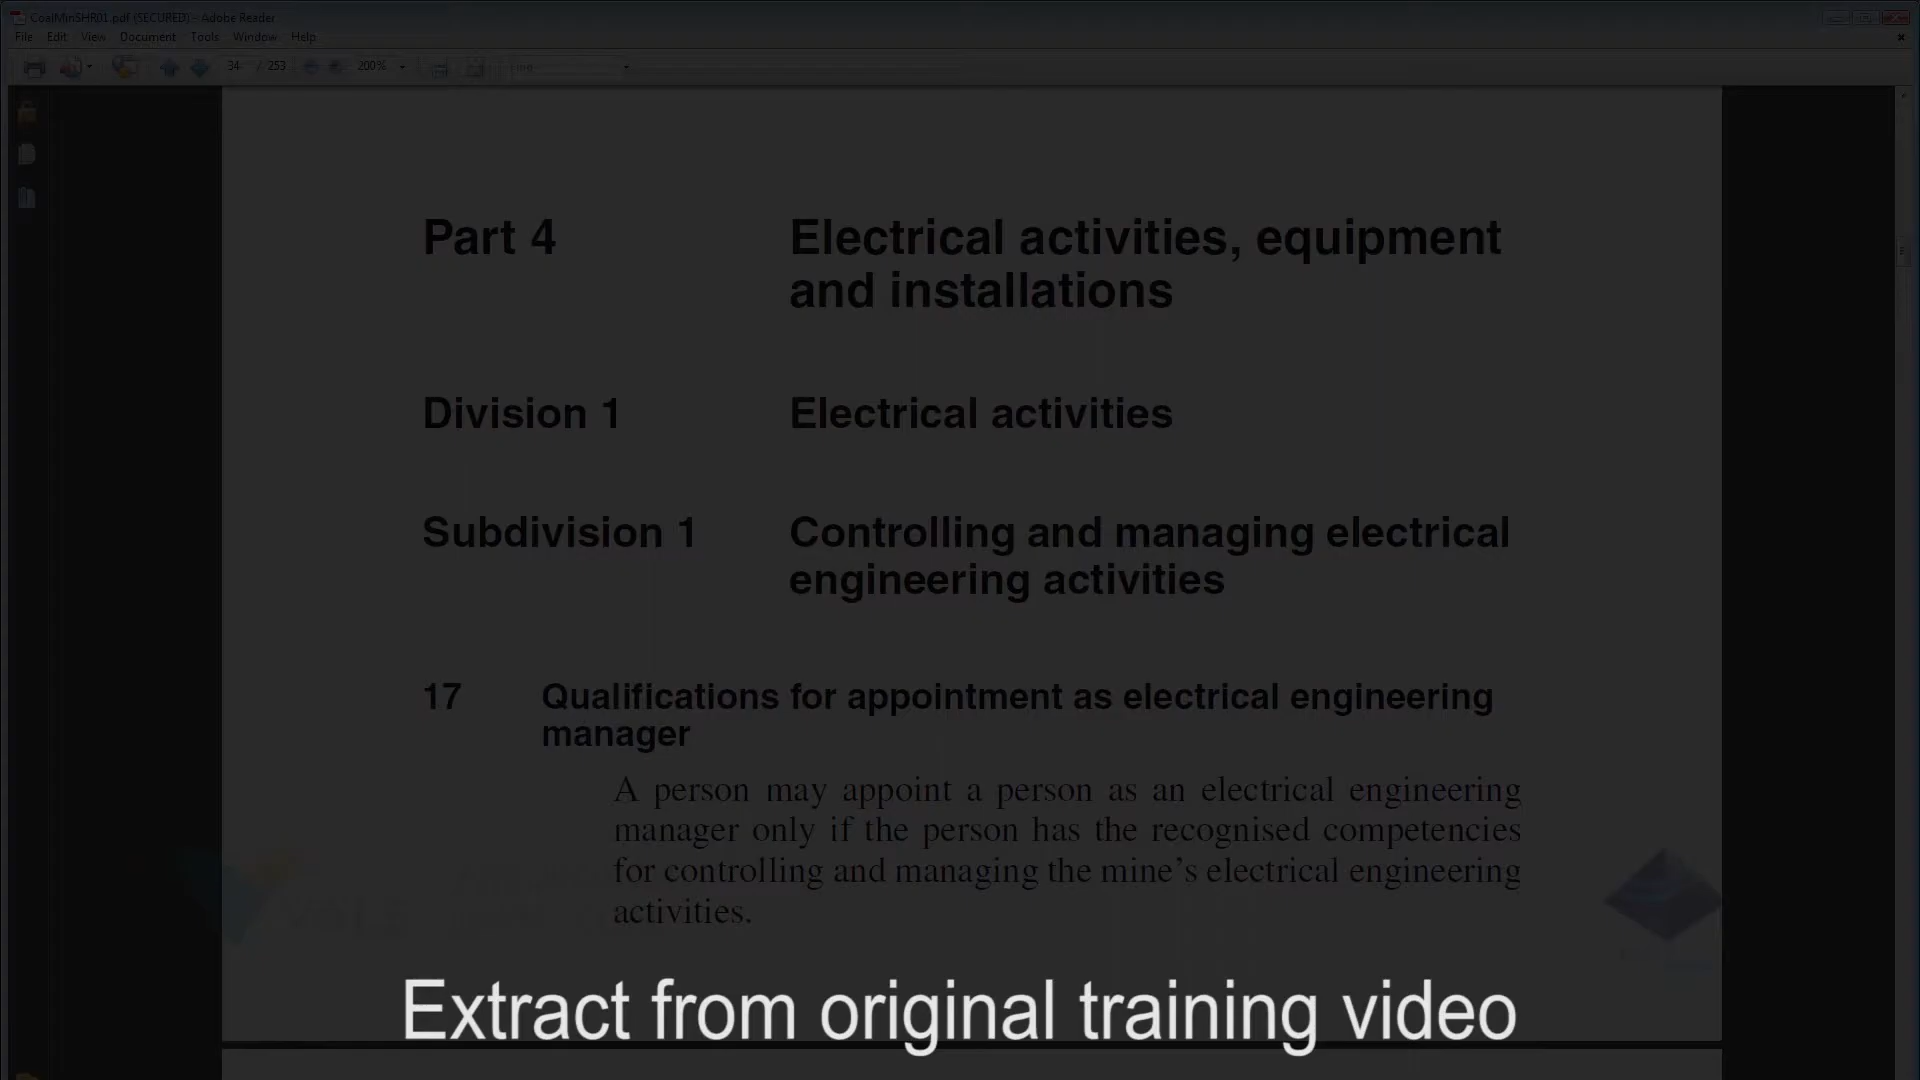 CoalMinSHR01.pdf (SECURED) - Adobe Reader
File Edit View Document Tools Window Help
34 / 253 200%
Part 4 Electrical activities, equipment
and installations
Division 1 Electrical activities
Subdivision 1 Controlling and managing electrical
engineering activities
17 Qualifications for appointment as electrical engineering
manager
A person may appoint a person as an electrical engineering
manager only if the person has the recognised competencies
for controlling and managing the mine's electrical engineering
activities.
Extract from original training video